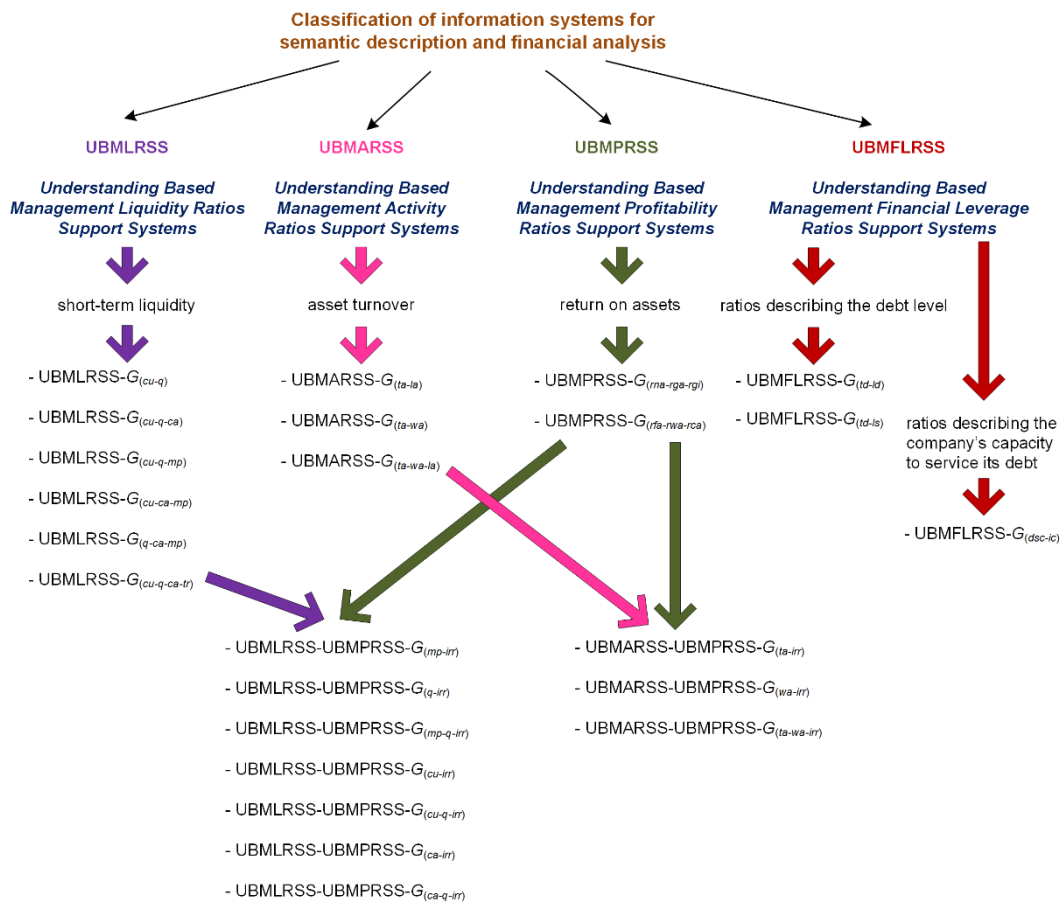 Classification of information systems for
semantic description and financial analysis
UBMLRSS
Understanding Based
Management Liquidity Ratios
Support Systems
short-term liquidity
- UBMLRSS-G(cu-q)
- UBMLRSS-G(cu-q-ca)
- UBMLRSS-G(cu-q-mp)
- UBMLRSS-G(cu-ca-mp)
- UBMLRSS-G(q-ca-mp)
- UBMLRSS-G(cu-q-ca-tr)
UBMARSS
Understanding Based
Management Activity
Ratios Support Systems
asset turnover
- UBMARSS-G(ta-la)
- UBMARSS-G(ta-wa)
- UBMARSS-G(ta-wa-la)
UBMPRSS
Understanding Based
Management Profitability
Ratios Support Systems
return on assets
- UBMPRSS-G(rna-rga-rgi)
- UBMPRSS-G(rfa-rwa-rca)
UBMFLRSS
Understanding Based
Management Financial Leverage
Ratios Support Systems
ratios describing the debt level
- UBMFLRSS-G(td-ld)
- UBMFLRSS-G(td-ls)
ratios describing the
company's capacity
to service its debt
- UBMFLRSS-G(dsc-ic)
- UBMLRSS-UBMPRSS-G(mp-irr)
- UBMLRSS-UBMPRSS-G(q-irr)
- UBMLRSS-UBMPRSS-G(mp-q-irr)
- UBMLRSS-UBMPRSS-G(cu-irr)
- UBMLRSS-UBMPRSS-G(cu-q-irr)
- UBMLRSS-UBMPRSS-G(ca-irr)
- UBMLRSS-UBMPRSS-G(ca-q-irr)
- UBMARSS-UBMPRSS-G(ta-irr)
- UBMARSS-UBMPRSS-G(wa-irr)
- UBMARSS-UBMPRSS-G(ta-wa-irr)